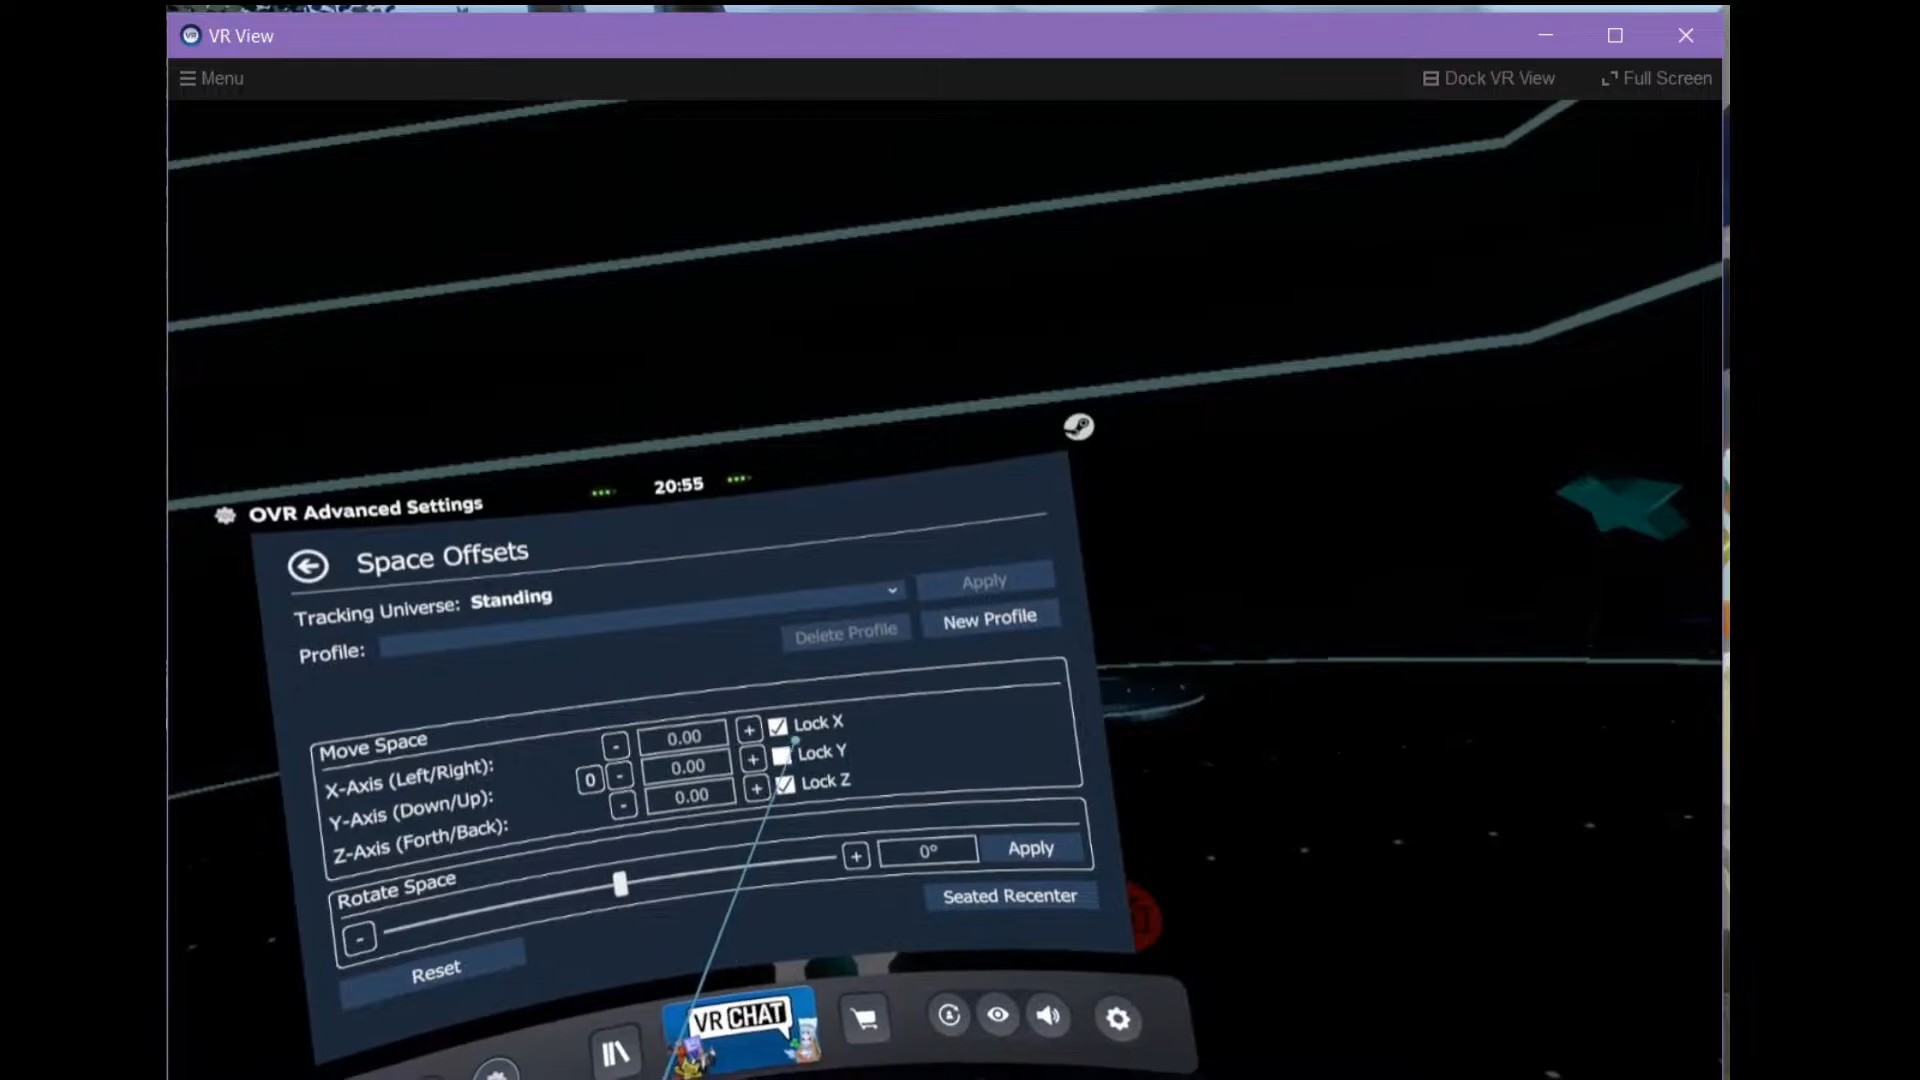 VR View
Menu
Dock VR View
Full Screen
20:55
OVR Advanced Settings
Space Offsets
Tracking Universe: Standing
Apply
Profile:
Delete Profile
New Profile
Move Space
X-Axis (Left/Right):
- 0.00 + Lock X
Y-Axis (Down/Up):
0 - 0.00 + Lock Y
Z-Axis (Forth/Back):
- 0.00 + Lock Z
Rotate Space
- + 0° Apply
Seated Recenter
Reset
VRCHAT